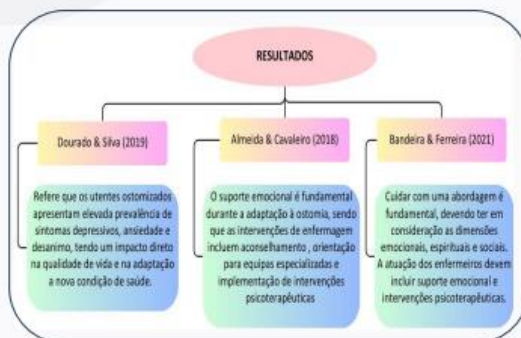 RESULTADOS
Dourado & Silva (2019)
Almeida & Cavaleiro (2018)
Bandeira & Ferreira (2021)
Refere que os utentes ostomizados
apresentam elevada prevalência de
sintomas depressivos, ansiedade e
desanimo, tendo um impacto direto
na qualidade de vida e na adaptação
a nova condição de saúde.
O suporte emocional é fundamental
durante a adaptação à ostomia, sendo
que as intervenções de enfermagem
incluem aconselhamento , orientação
para equipas especializadas e
implementação de intervenções
psicoterapêuticas
Cuidar com uma abordagem é
fundamental, devendo ter em
consideração as dimensões
emocionais, espirituais e sociais.
A atuação dos enfermeiros devem
incluir suporte emocional e
intervenções psicoterapêuticas.